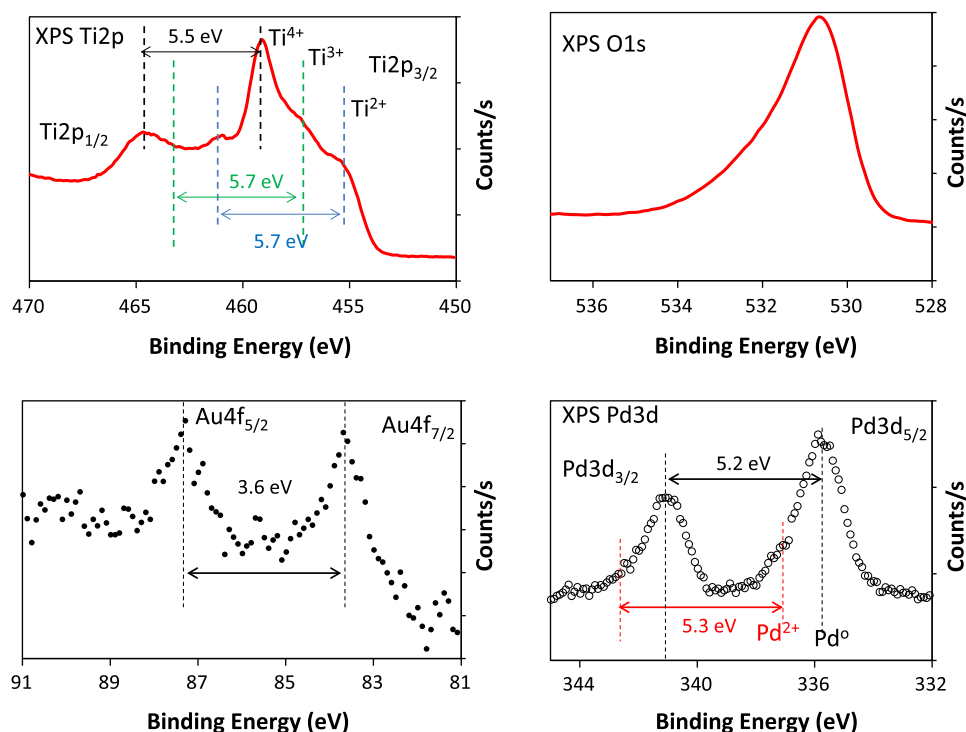 XPS Ti2p
5.5 eV
Ti4+
Ti3+
Ti2p3/2
Ti2+
Ti2p1/2
5.7 eV
5.7 eV
Counts/s
470 465 460 455 450
Binding Energy (eV)
XPS O1s
Counts/s
536 534 532 530 528
Binding Energy (eV)
Au4f5/2
Au4f7/2
3.6 eV
91 89 87 85 83 81
Binding Energy (eV)
XPS Pd3d
Pd3d5/2
Pd3d3/2
5.2 eV
Counts/s
5.3 eV
Pd2+
Pdo
344 340 336 332
Binding Energy (eV)
Counts/s